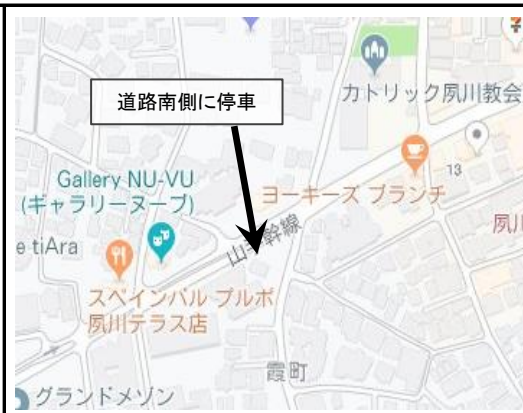 カトリック夙川教会
道路南側に停車
13
Gallery NU-VU
(ギャラリーヌーブ)
ヨーキーズ ブランチ
夙川
e tiAra
山手幹線
スペインバル プルポ
夙川テラス店
霞町
グランドメゾン